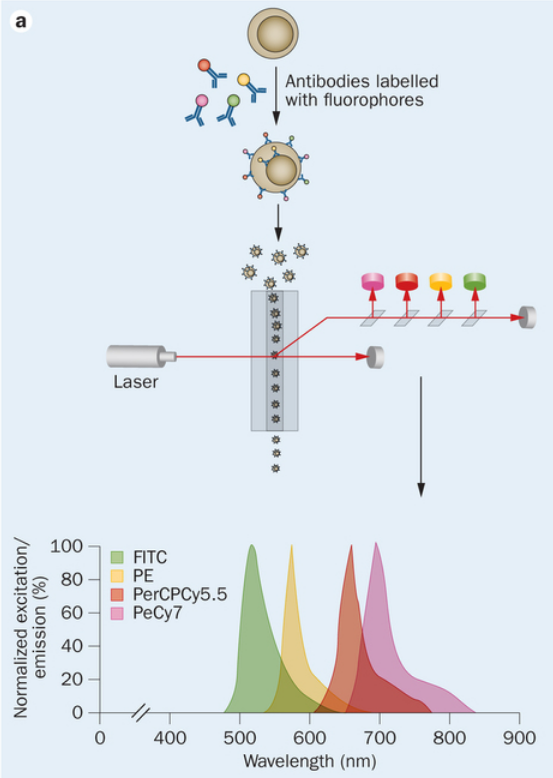 a
Antibodies labelled
with fluorophores
Laser
Normalized excitation/
emission (%)
100
80
60
40
20
0
FITC
PE
PerCPCy5.5
PeCy7
0 400 500 600 700 800 900
Wavelength (nm)